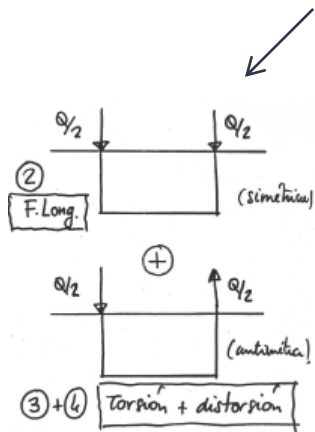 Q/2 Q/2
②
F. Long.
(simétrica)
+
Q/2 Q/2
(antimétrica)
③+④ Torsión + distorsión